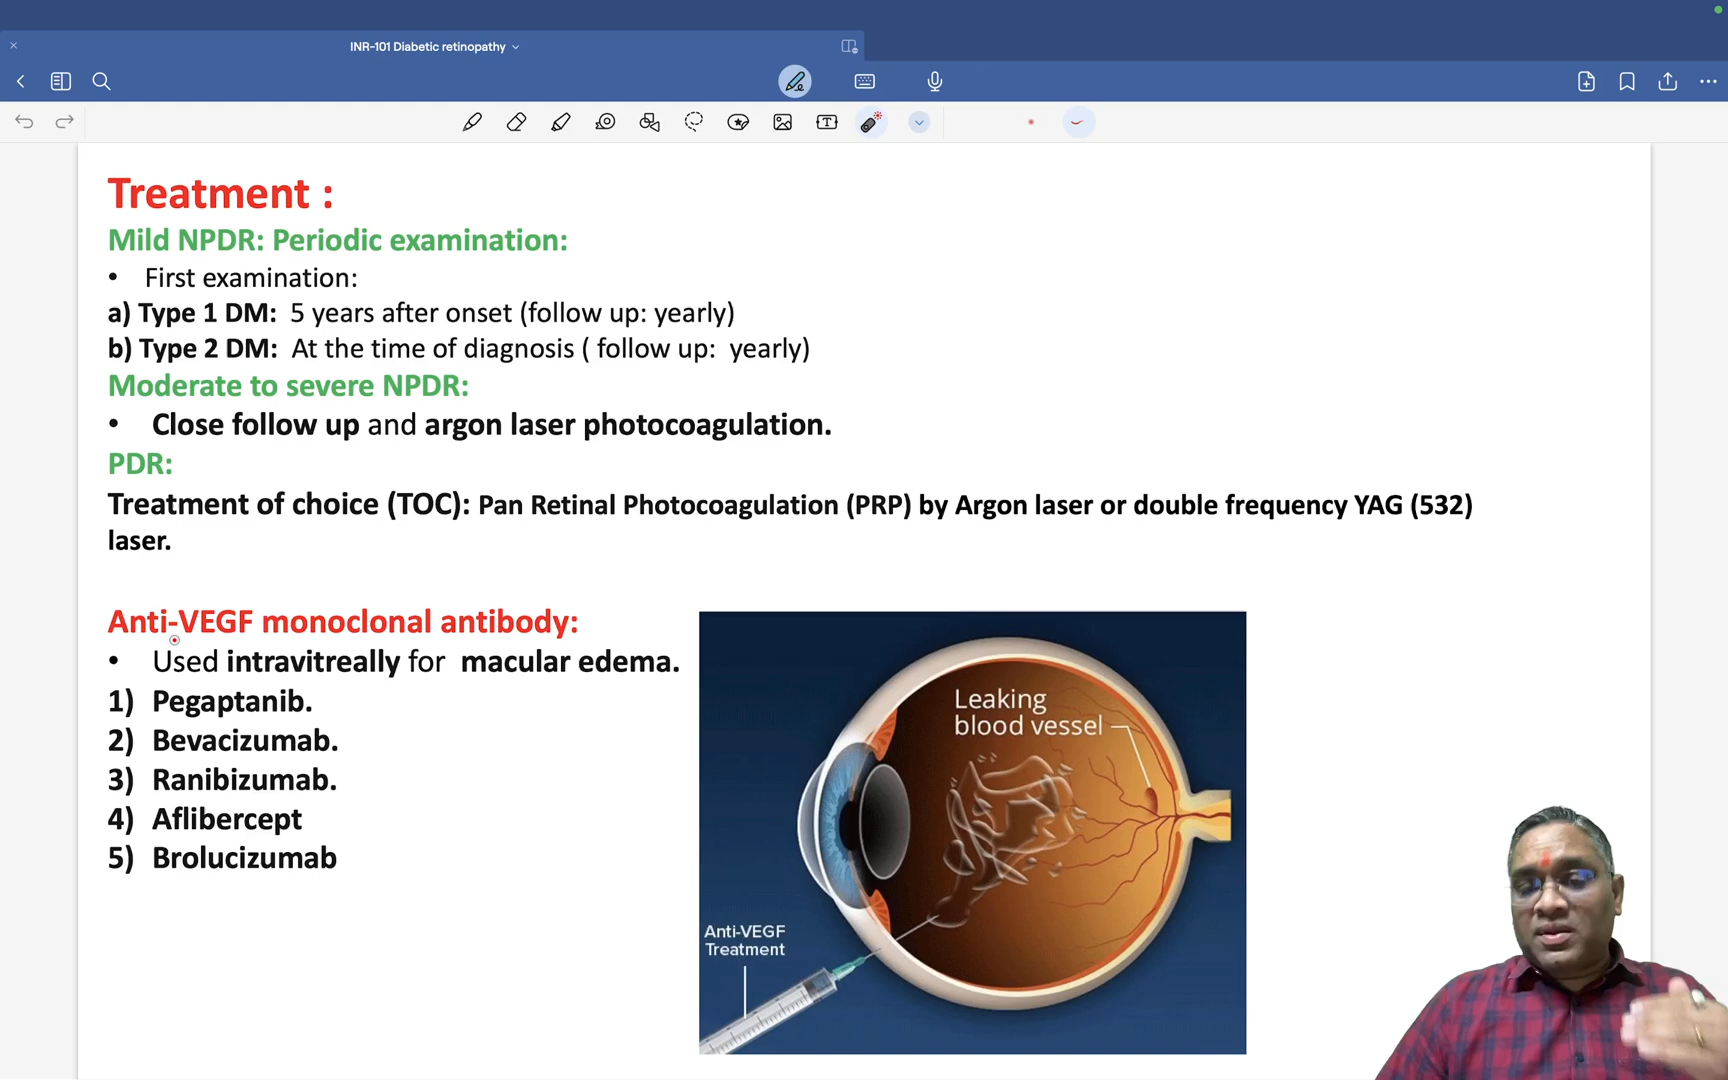 INR-101 Diabetic retinopathy
Treatment :
Mild NPDR: Periodic examination:
• First examination:
a) Type 1 DM: 5 years after onset (follow up: yearly)
b) Type 2 DM: At the time of diagnosis ( follow up: yearly)
Moderate to severe NPDR:
• Close follow up and argon laser photocoagulation.
PDR:
Treatment of choice (TOC): Pan Retinal Photocoagulation (PRP) by Argon laser or double frequency YAG (532)
laser.
Anti-VEGF monoclonal antibody:
• Used intravitreally for macular edema.
1) Pegaptanib.
2) Bevacizumab.
3) Ranibizumab.
4) Aflibercept
5) Brolucizumab
Leaking
blood vessel
Anti-VEGF
Treatment